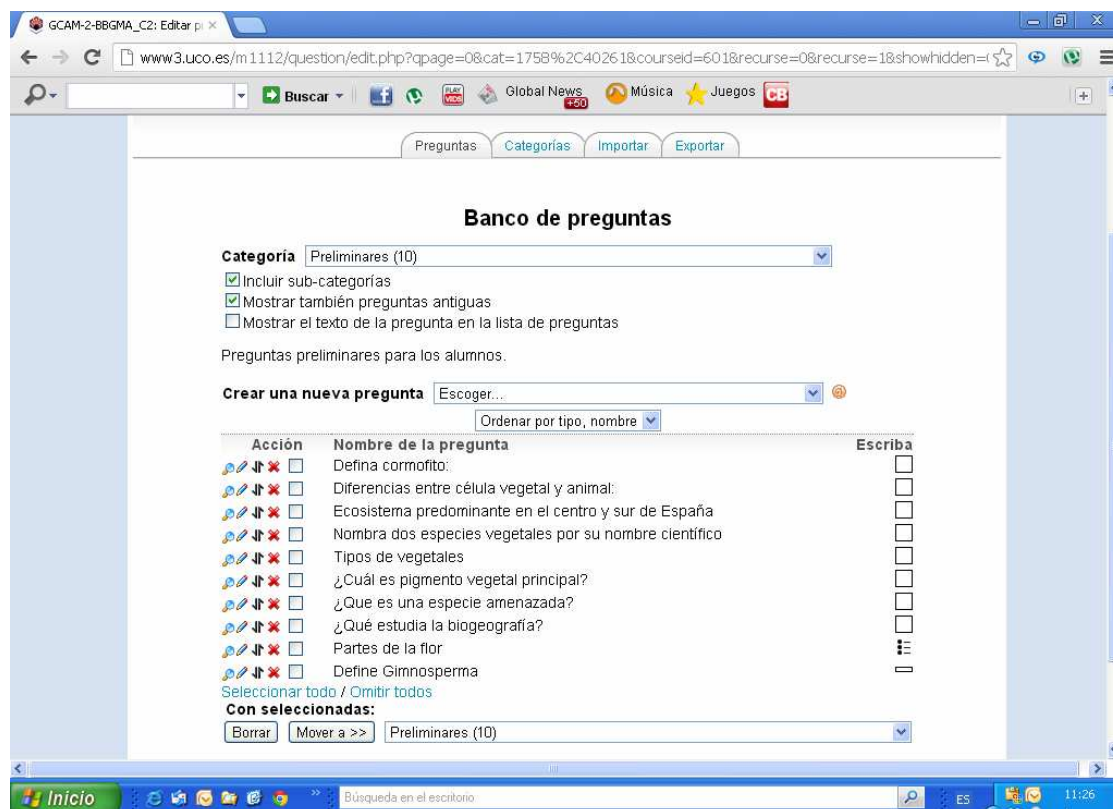 GCAM-2-BBGMA_C2: Editar pr
www3.uco.es/m1112/question/edit.php?qpage=0&cat=1758%2C40261&courseid=601&recurse=0&recurse=1&showhidden=(
Buscar
PLAY VIDS
Global News
+50
Música
Juegos
CB
Preguntas
Categorías
Importar
Exportar
Banco de preguntas
Categoría Preliminares (10)
Incluir sub-categorías
Mostrar también preguntas antiguas
Mostrar el texto de la pregunta en la lista de preguntas
Preguntas preliminares para los alumnos.
Crear una nueva pregunta Escoger...
Ordenar por tipo, nombre
Acción Nombre de la pregunta Escriba
Defina cormofito:
Diferencias entre célula vegetal y animal:
Ecosistema predominante en el centro y sur de España
Nombra dos especies vegetales por su nombre científico
Tipos de vegetales
¿Cuál es pigmento vegetal principal?
¿Que es una especie amenazada?
¿Qué estudia la biogeografía?
Partes de la flor
Define Gimnosperma
Seleccionar todo / Omitir todos
Con seleccionadas:
Borrar Mover a >> Preliminares (10)
Inicio » Búsqueda en el escritorio ES 11:26